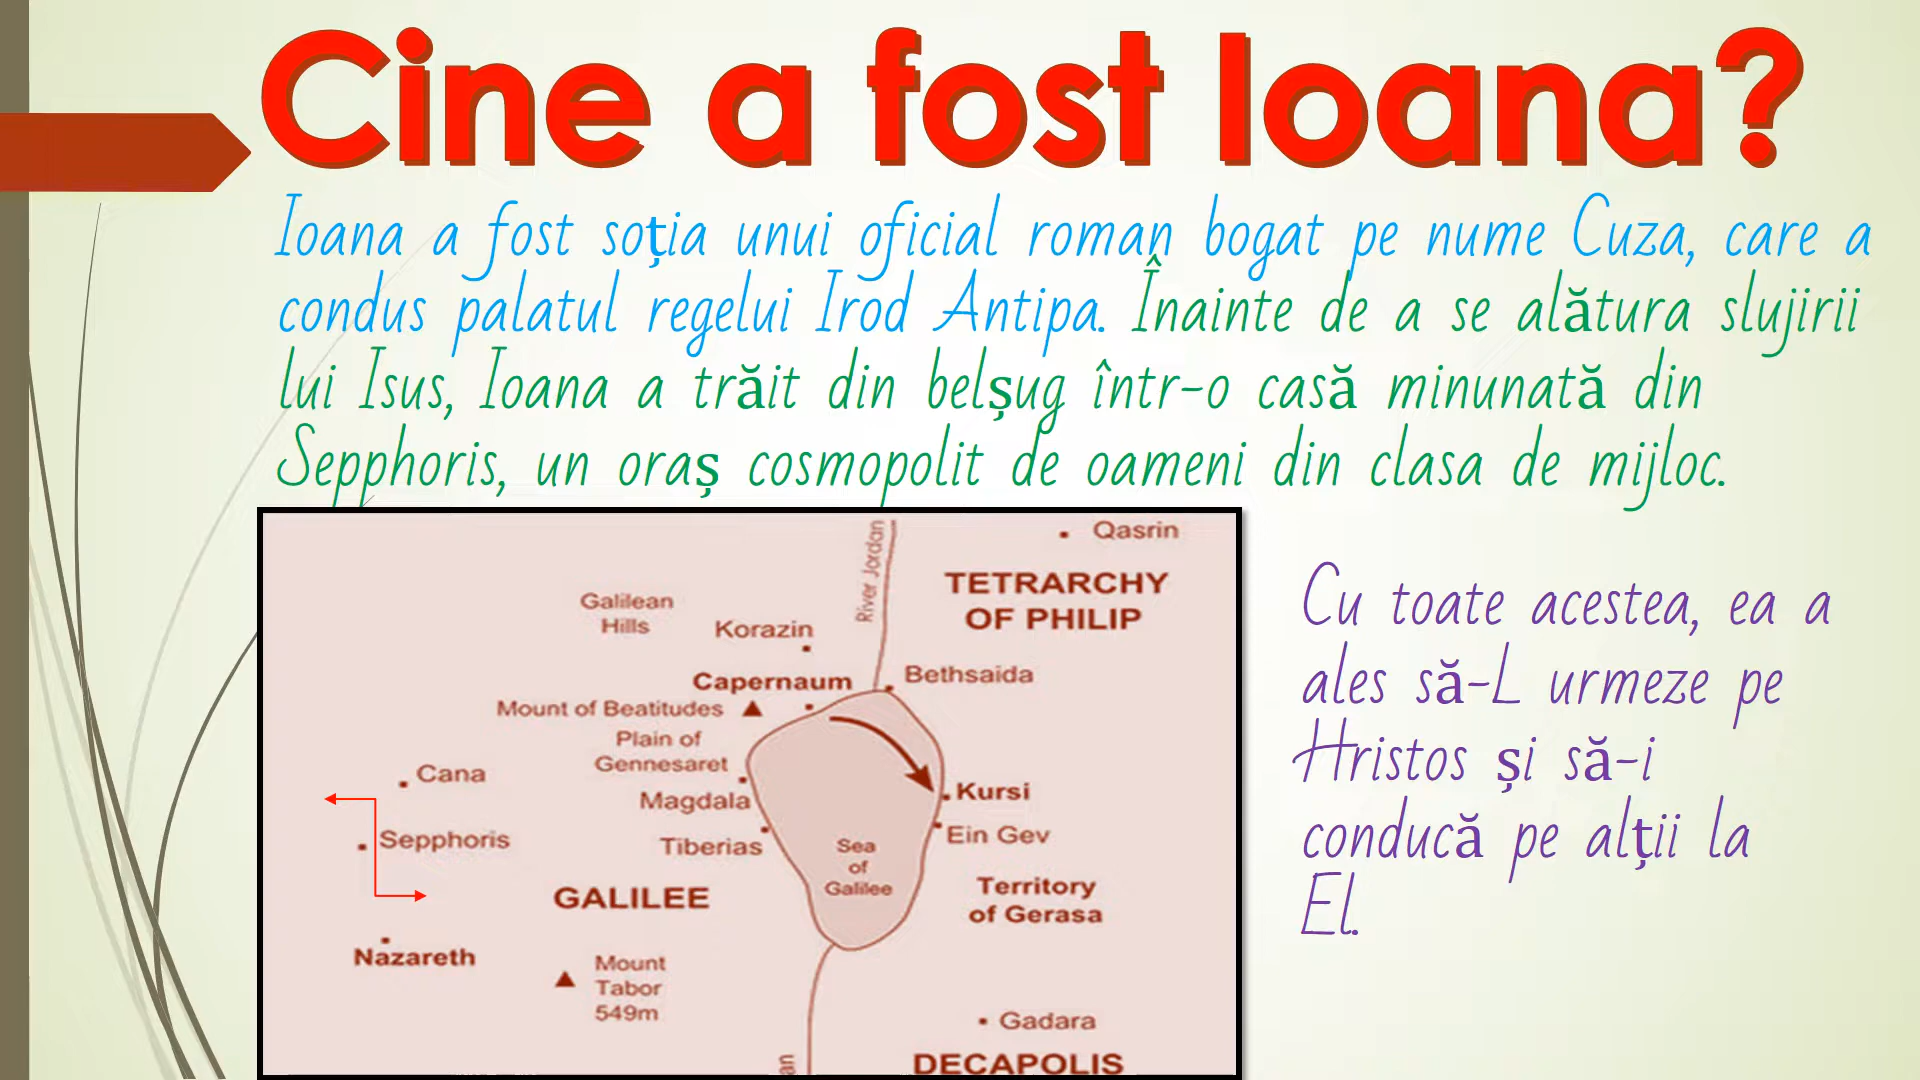 Cine a fost Ioana?
Ioana a fost soția unui oficial roman bogat pe nume Cuza, care a
condus palatul regelui Irod Antipa. Înainte de a se alătura slujirii
lui Isus, Ioana a trăit din belșug într-o casă minunată din
Sepphoris, un oraș cosmopolit de oameni din clasa de mijloc.
Qasrin
River Jordan
TETRARCHY
OF PHILIP
Galilean
Hills
Korazin
Bethsaida
Capernaum
Mount of Beatitudes
Plain of
Gennesaret
Cana
Magdala
Kursi
Sepphoris
Tiberias
Ein Gev
Sea
of
Galilee
GALILEE
Territory
of Gerasa
Nazareth
Mount
Tabor
549m
Gadara
DECAPOLIS
Cu toate acestea, ea a
ales să-L urmeze pe
Hristos și să-i
conducă pe alții la
El.